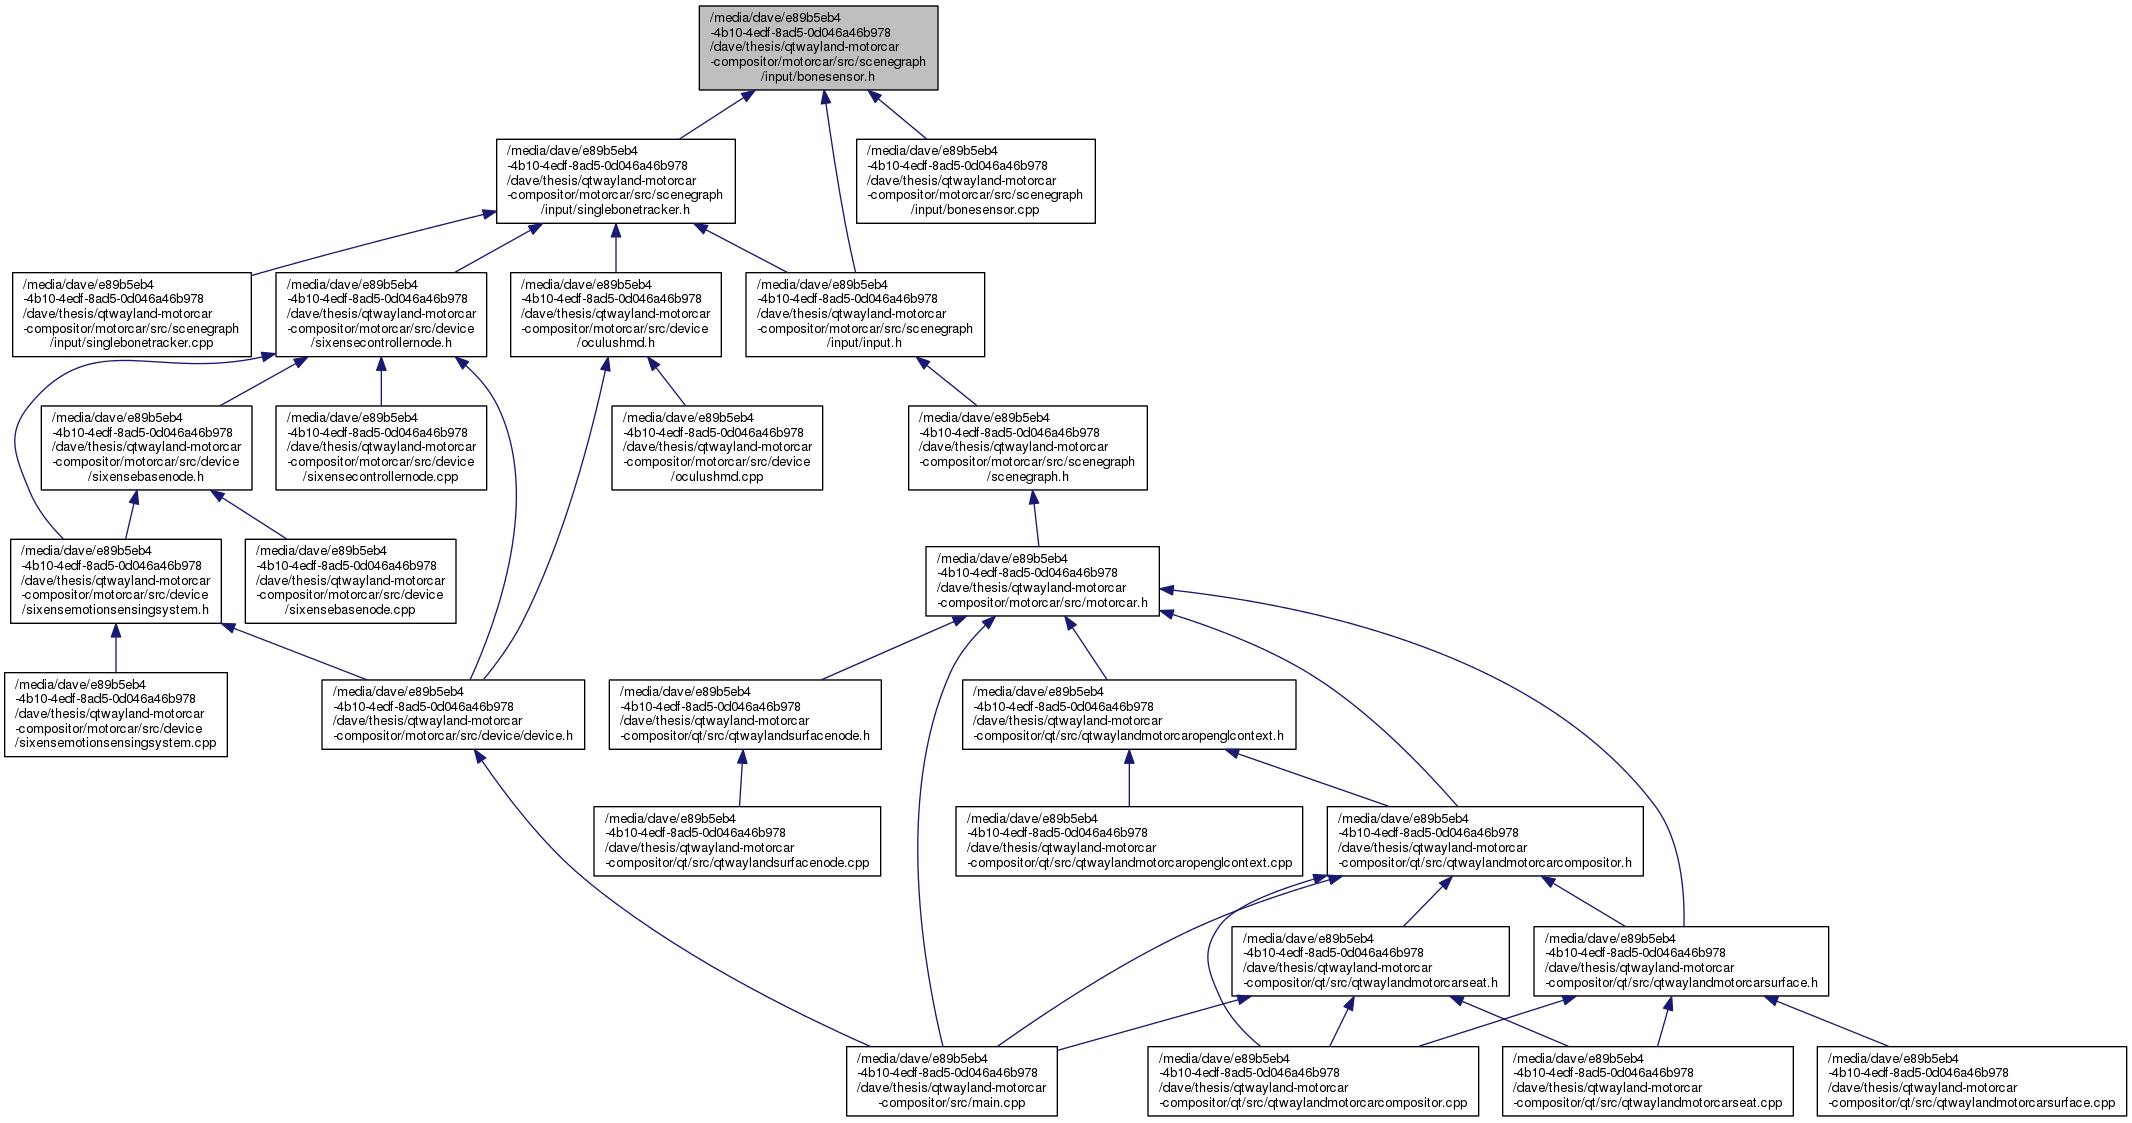 /media/dave/e89b5eb4
-4b10-4edf-8ad5-0d046a46b978
/dave/thesis/qtwayland-motorcar
-compositor/motorcar/src/scenegraph
/input/bonesensor.h
/media/dave/e89b5eb4
-4b10-4edf-8ad5-0d046a46b978
/dave/thesis/qtwayland-motorcar
-compositor/motorcar/src/scenegraph
/input/singlebonetracker.h
/media/dave/e89b5eb4
-4b10-4edf-8ad5-0d046a46b978
/dave/thesis/qtwayland-motorcar
-compositor/motorcar/src/scenegraph
/input/bonesensor.cpp
/media/dave/e89b5eb4
-4b10-4edf-8ad5-0d046a46b978
/dave/thesis/qtwayland-motorcar
-compositor/motorcar/src/scenegraph
/input/singlebonetracker.cpp
/media/dave/e89b5eb4
-4b10-4edf-8ad5-0d046a46b978
/dave/thesis/qtwayland-motorcar
-compositor/motorcar/src/device
/sixensecontrollernode.h
/media/dave/e89b5eb4
-4b10-4edf-8ad5-0d046a46b978
/dave/thesis/qtwayland-motorcar
-compositor/motorcar/src/device
/oculushmd.h
/media/dave/e89b5eb4
-4b10-4edf-8ad5-0d046a46b978
/dave/thesis/qtwayland-motorcar
-compositor/motorcar/src/scenegraph
/input/input.h
/media/dave/e89b5eb4
-4b10-4edf-8ad5-0d046a46b978
/dave/thesis/qtwayland-motorcar
-compositor/motorcar/src/device
/sixensebasenode.h
/media/dave/e89b5eb4
-4b10-4edf-8ad5-0d046a46b978
/dave/thesis/qtwayland-motorcar
-compositor/motorcar/src/device
/sixensecontrollernode.cpp
/media/dave/e89b5eb4
-4b10-4edf-8ad5-0d046a46b978
/dave/thesis/qtwayland-motorcar
-compositor/motorcar/src/device
/oculushmd.cpp
/media/dave/e89b5eb4
-4b10-4edf-8ad5-0d046a46b978
/dave/thesis/qtwayland-motorcar
-compositor/motorcar/src/scenegraph
/scenegraph.h
/media/dave/e89b5eb4
-4b10-4edf-8ad5-0d046a46b978
/dave/thesis/qtwayland-motorcar
-compositor/motorcar/src/device
/sixensemotionsensingsystem.h
/media/dave/e89b5eb4
-4b10-4edf-8ad5-0d046a46b978
/dave/thesis/qtwayland-motorcar
-compositor/motorcar/src/device
/sixensebasenode.cpp
/media/dave/e89b5eb4
-4b10-4edf-8ad5-0d046a46b978
/dave/thesis/qtwayland-motorcar
-compositor/motorcar/src/motorcar.h
/media/dave/e89b5eb4
-4b10-4edf-8ad5-0d046a46b978
/dave/thesis/qtwayland-motorcar
-compositor/motorcar/src/device
/sixensemotionsensingsystem.cpp
/media/dave/e89b5eb4
-4b10-4edf-8ad5-0d046a46b978
/dave/thesis/qtwayland-motorcar
-compositor/motorcar/src/device/device.h
/media/dave/e89b5eb4
-4b10-4edf-8ad5-0d046a46b978
/dave/thesis/qtwayland-motorcar
-compositor/qt/src/qtwaylandsurfacenode.h
/media/dave/e89b5eb4
-4b10-4edf-8ad5-0d046a46b978
/dave/thesis/qtwayland-motorcar
-compositor/qt/src/qtwaylandmotorcaropenglcontext.h
/media/dave/e89b5eb4
-4b10-4edf-8ad5-0d046a46b978
/dave/thesis/qtwayland-motorcar
-compositor/qt/src/qtwaylandsurfacenode.cpp
/media/dave/e89b5eb4
-4b10-4edf-8ad5-0d046a46b978
/dave/thesis/qtwayland-motorcar
-compositor/qt/src/qtwaylandmotorcaropenglcontext.cpp
/media/dave/e89b5eb4
-4b10-4edf-8ad5-0d046a46b978
/dave/thesis/qtwayland-motorcar
-compositor/qt/src/qtwaylandmotorcarcompositor.h
/media/dave/e89b5eb4
-4b10-4edf-8ad5-0d046a46b978
/dave/thesis/qtwayland-motorcar
-compositor/qt/src/qtwaylandmotorcarseat.h
/media/dave/e89b5eb4
-4b10-4edf-8ad5-0d046a46b978
/dave/thesis/qtwayland-motorcar
-compositor/qt/src/qtwaylandmotorcarsurface.h
/media/dave/e89b5eb4
-4b10-4edf-8ad5-0d046a46b978
/dave/thesis/qtwayland-motorcar
-compositor/src/main.cpp
/media/dave/e89b5eb4
-4b10-4edf-8ad5-0d046a46b978
/dave/thesis/qtwayland-motorcar
-compositor/qt/src/qtwaylandmotorcarcompositor.cpp
/media/dave/e89b5eb4
-4b10-4edf-8ad5-0d046a46b978
/dave/thesis/qtwayland-motorcar
-compositor/qt/src/qtwaylandmotorcarseat.cpp
/media/dave/e89b5eb4
-4b10-4edf-8ad5-0d046a46b978
/dave/thesis/qtwayland-motorcar
-compositor/qt/src/qtwaylandmotorcarsurface.cpp